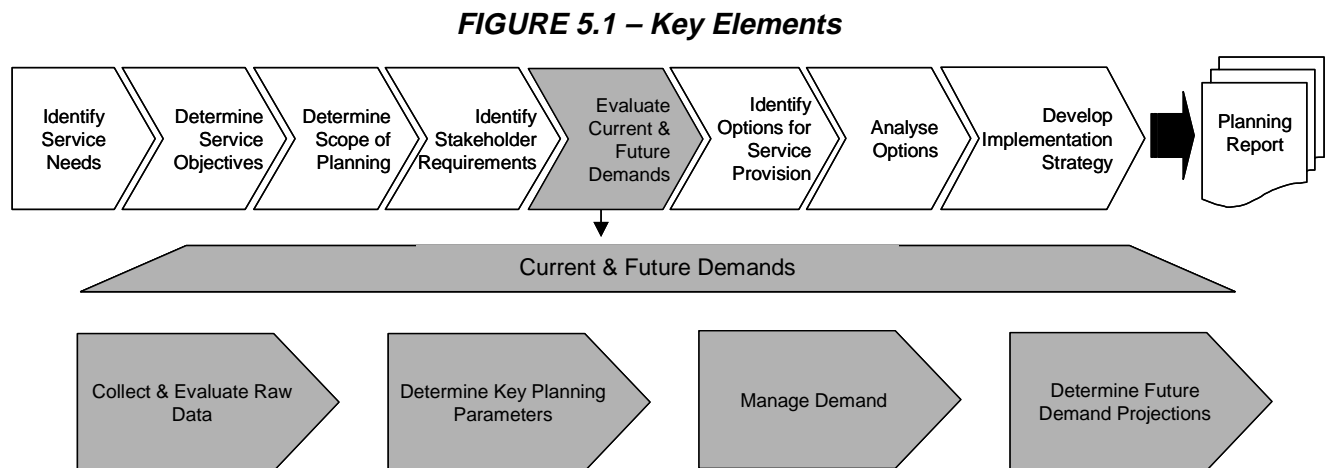 FIGURE 5.1 – Key Elements
Identify
Service
Needs
Determine
Service
Objectives
Determine
Scope of
Planning
Identify
Stakeholder
Requirements
Evaluate
Current &
Future
Demands
Identify
Options for
Service
Provision
Analyse
Options
Develop
Implementation
Strategy
Planning
Report
Current & Future Demands
Collect & Evaluate Raw
Data
Determine Key Planning
Parameters
Manage Demand
Determine Future
Demand Projections